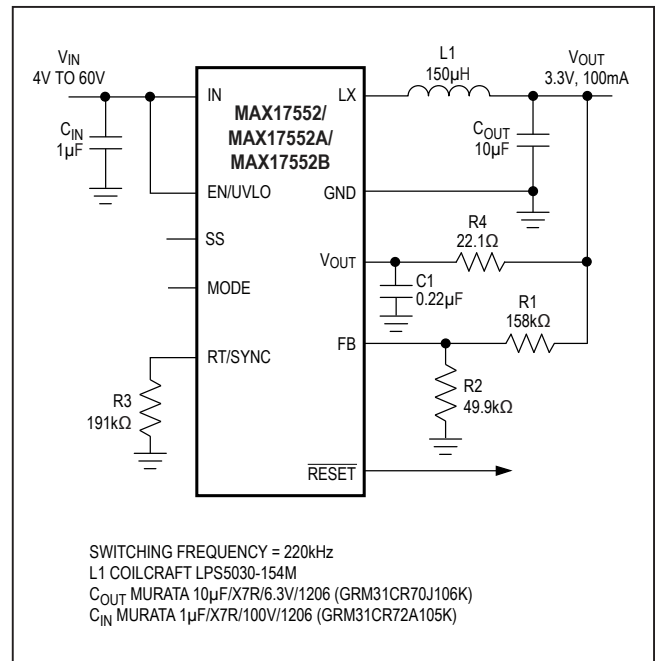 VIN
4V TO 60V
CIN
1µF
IN
EN/UVLO
SS
MODE
RT/SYNC
R3
191kΩ
MAX17552/
MAX17552A/
MAX17552B
LX
GND
VOUT
FB
RESET
L1
150µH
VOUT
3.3V, 100mA
COUT
10µF
R4
22.1Ω
C1
0.22µF
R1
158kΩ
R2
49.9kΩ
SWITCHING FREQUENCY = 220kHz
L1 COILCRAFT LPS5030-154M
COUT MURATA 10µF/X7R/6.3V/1206 (GRM31CR70J106K)
CIN MURATA 1µF/X7R/100V/1206 (GRM31CR72A105K)